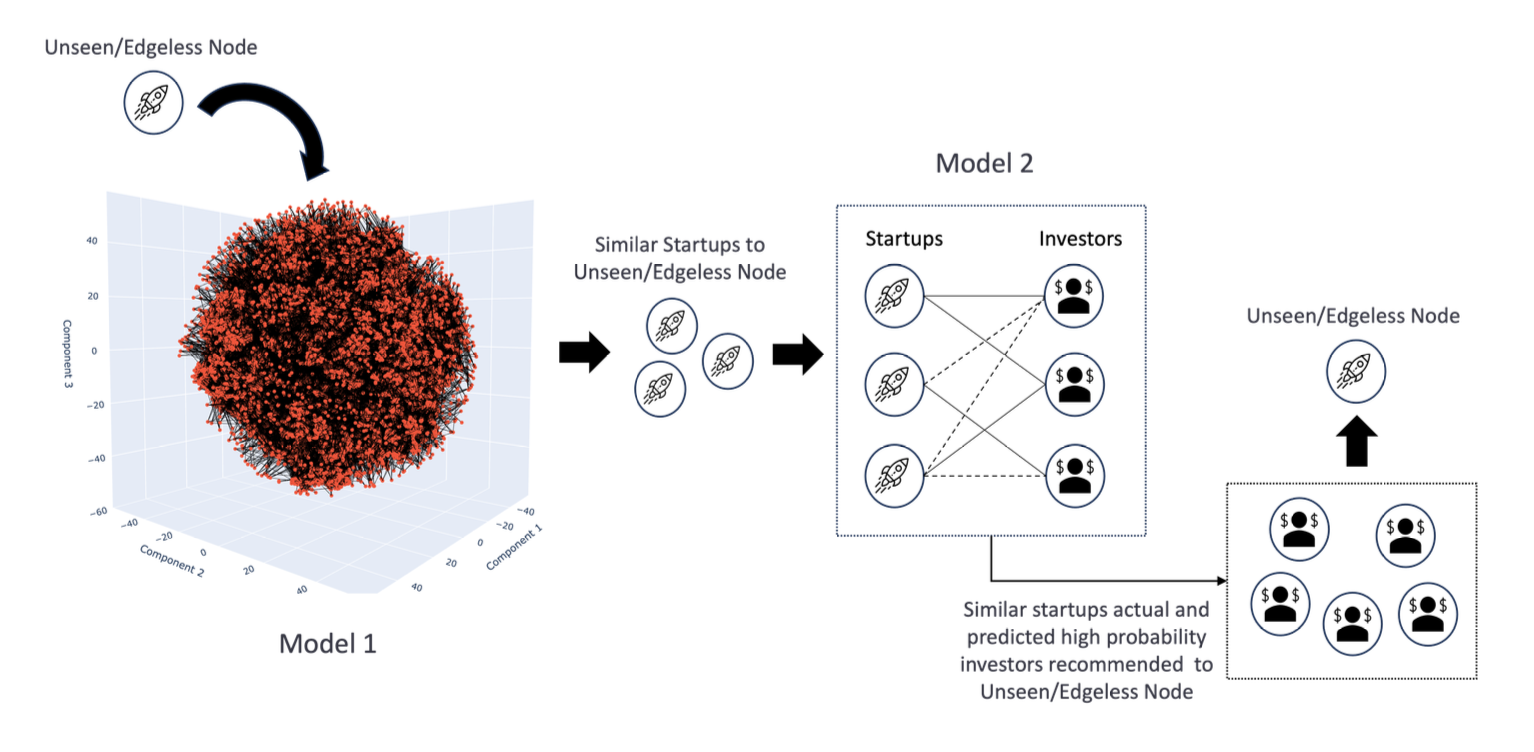 Unseen/Edgeless Node
40
20
0
−20
−40
−60
Component 3
−40
−20
0
20
40
Component 2
−40
−20
0
20
40
Component 1
Model 1
Similar Startups to
Unseen/Edgeless Node
Model 2
Startups
Investors
$ $
$ $
$ $
Similar startups actual and
predicted high probability
investors recommended to
Unseen/Edgeless Node
Unseen/Edgeless Node
$ $
$ $
$ $
$ $
$ $